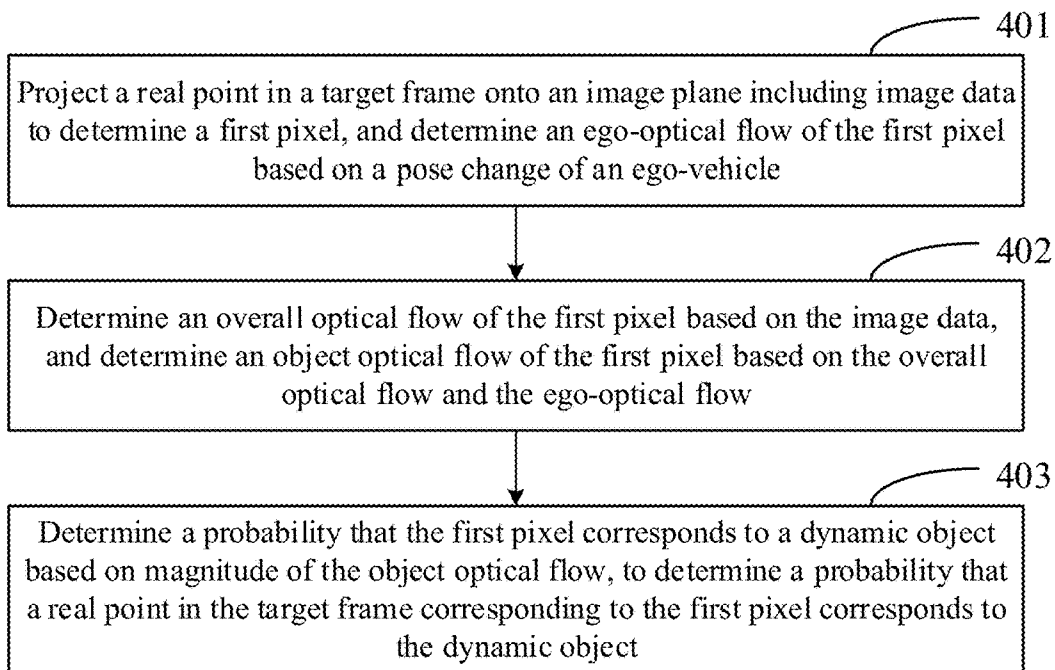 401
Project a real point in a target frame onto an image plane including image data
to determine a first pixel, and determine an ego-optical flow of the first pixel
based on a pose change of an ego-vehicle
402
Determine an overall optical flow of the first pixel based on the image data,
and determine an object optical flow of the first pixel based on the overall
optical flow and the ego-optical flow
403
Determine a probability that the first pixel corresponds to a dynamic object
based on magnitude of the object optical flow, to determine a probability that
a real point in the target frame corresponding to the first pixel corresponds to
the dynamic object